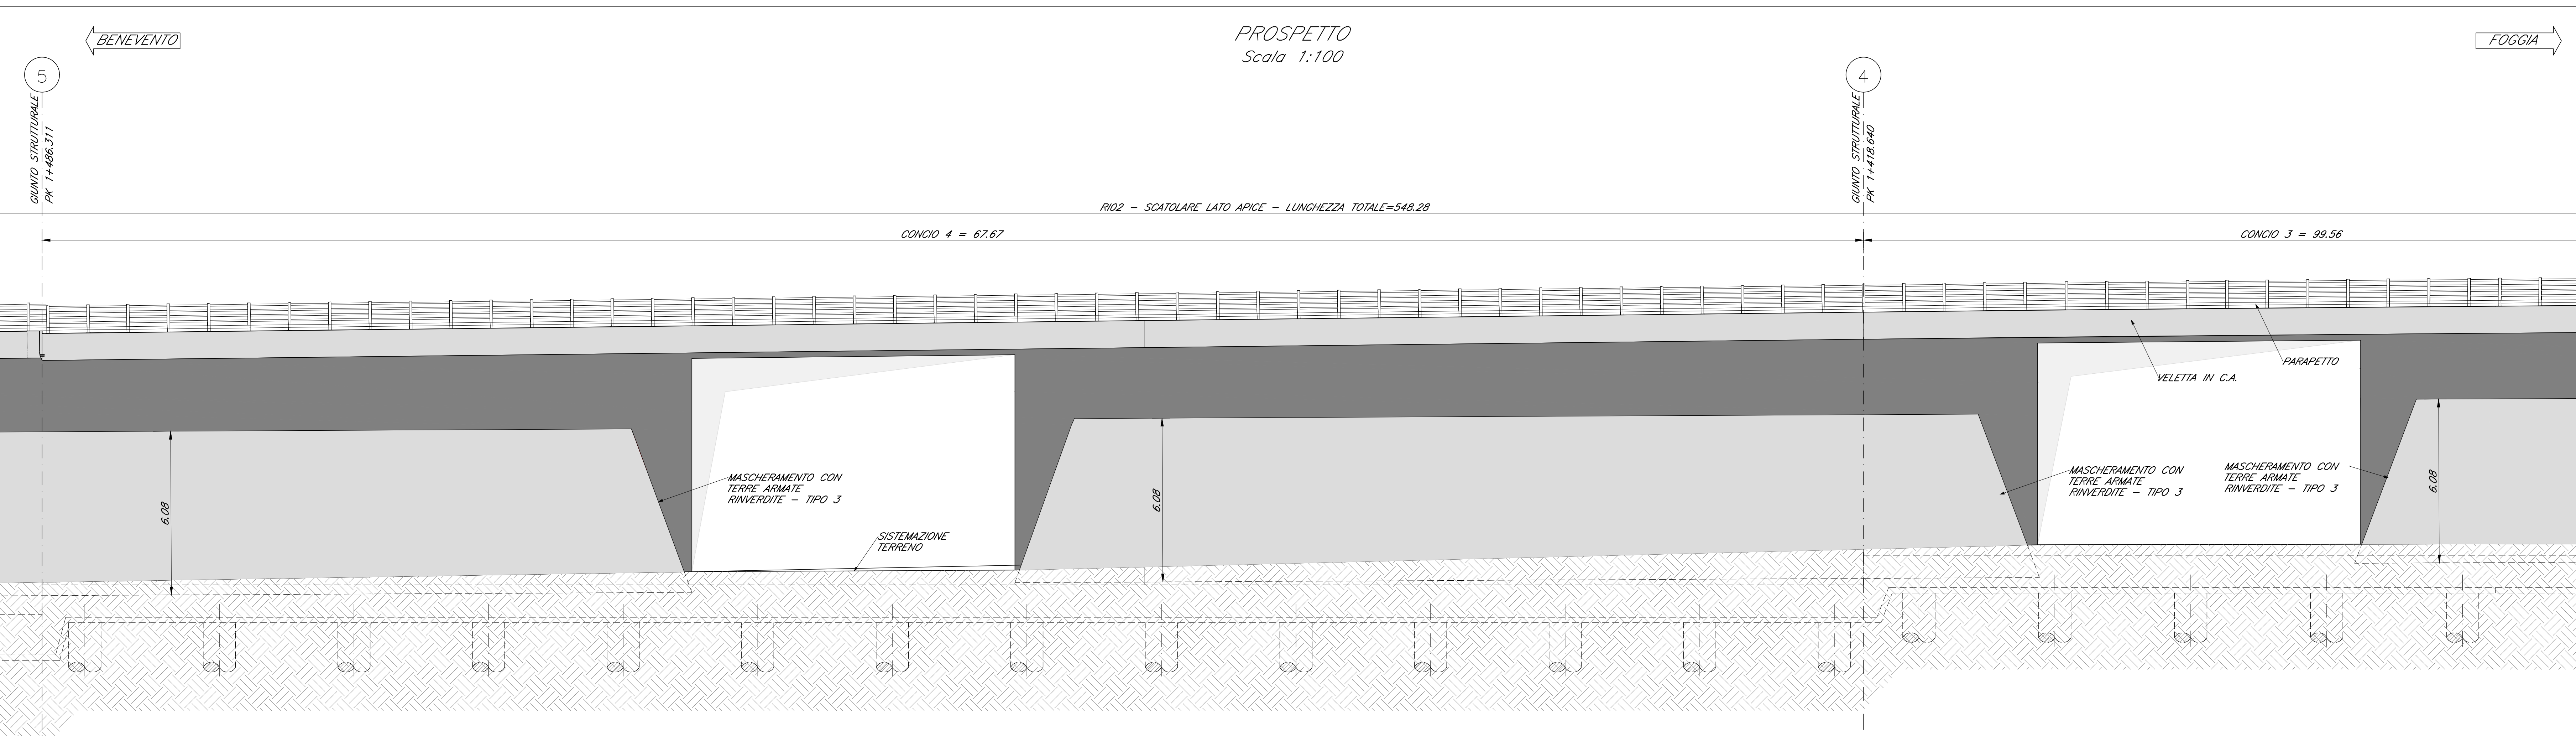 BENEVENTO
PROSPETTO
Scala 1:100
FOGGIA
5
4
GIUNTO STRUTTURALE
PK 1+486.311
GIUNTO STRUTTURALE
PK 1+418.640
RI02 - SCATOLARE LATO APICE - LUNGHEZZA TOTALE=548.28
CONCIO 4 = 67.67
CONCIO 3 = 99.56
PARAPETTO
VELETTA IN C.A.
MASCHERAMENTO CON
TERRE ARMATE
RINVERDITE - TIPO 3
MASCHERAMENTO CON
TERRE ARMATE
RINVERDITE - TIPO 3
MASCHERAMENTO CON
TERRE ARMATE
RINVERDITE - TIPO 3
6.08
6.08
6.08
SISTEMAZIONE
TERRENO